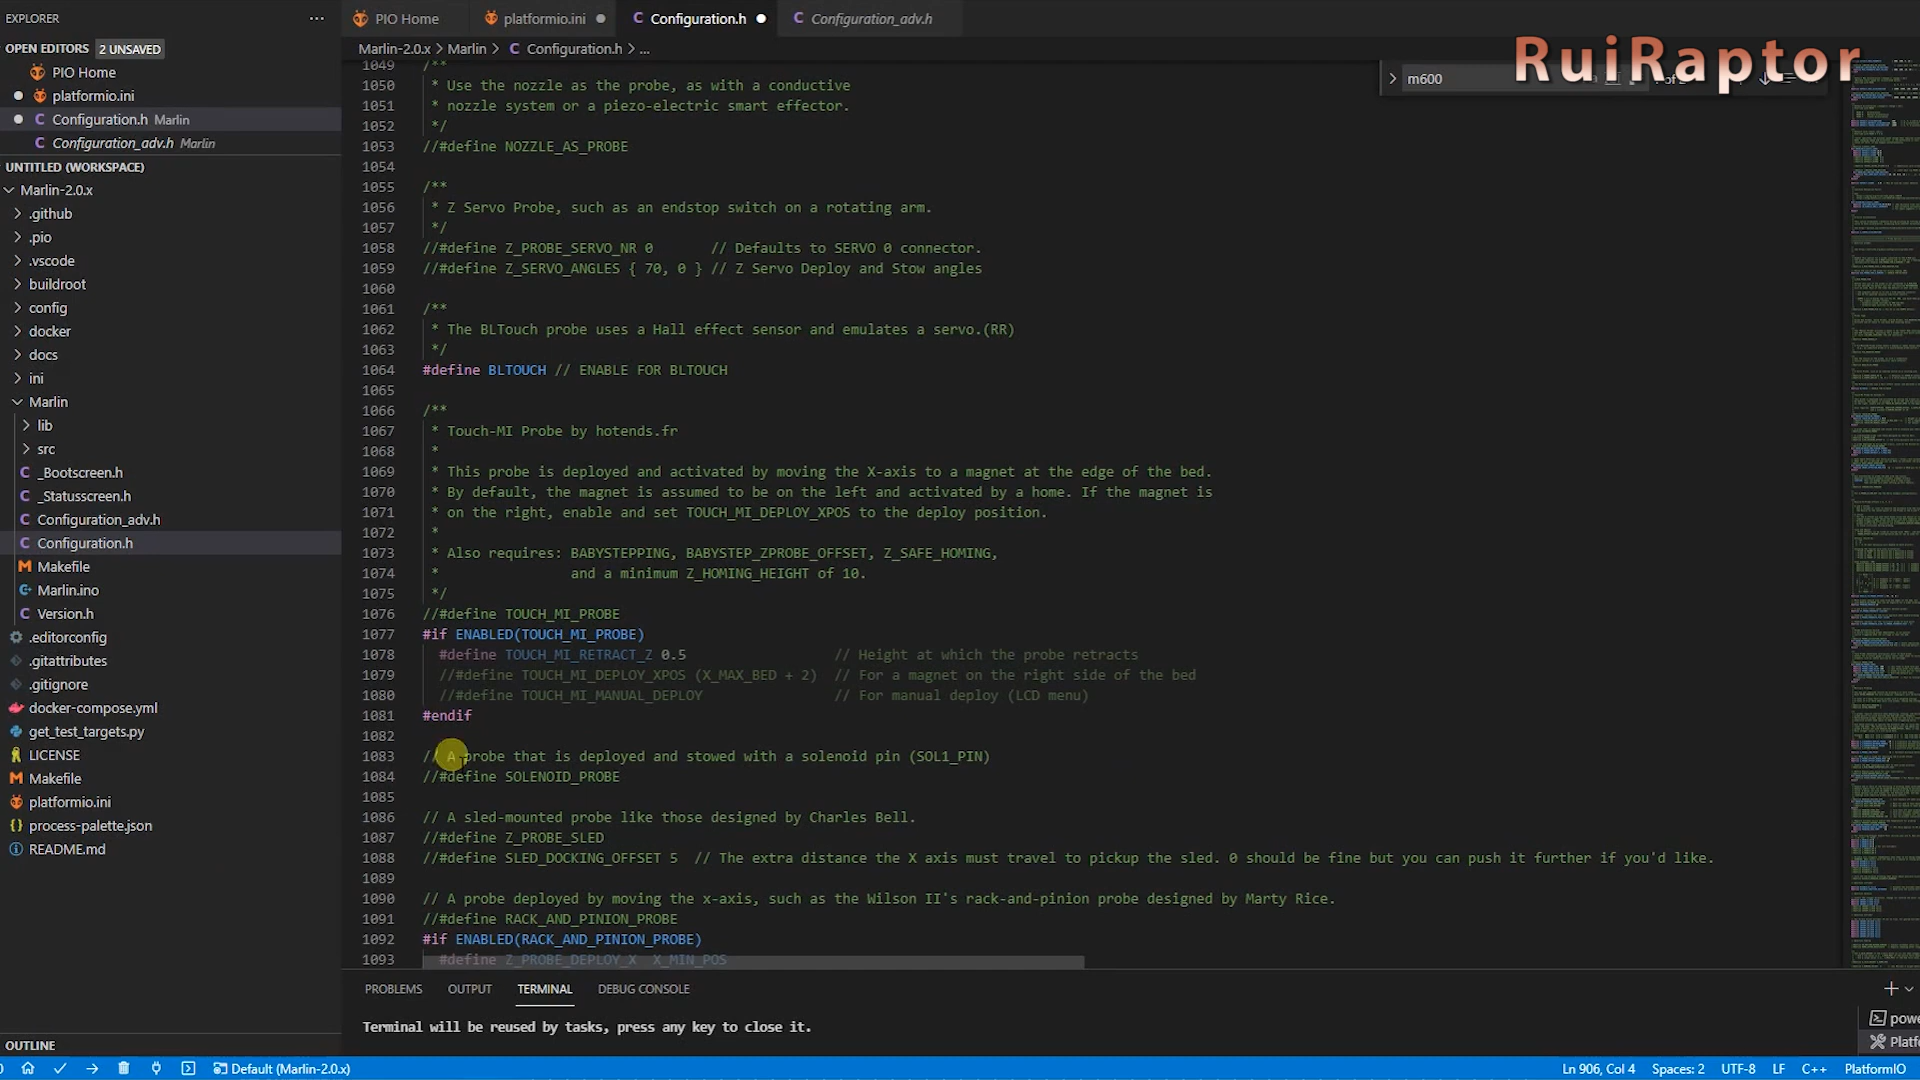 EXPLORER
OPEN EDITORS 2 UNSAVED
PIO Home
platformio.ini
Configuration.h Marlin
Configuration_adv.h Marlin
UNTITLED (WORKSPACE)
Marlin-2.0.x
.github
.pio
.vscode
buildroot
config
docker
docs
ini
Marlin
lib
src
_Bootscreen.h
_Statusscreen.h
Configuration_adv.h
Configuration.h
Makefile
Marlin.ino
Version.h
.editorconfig
.gitattributes
.gitignore
docker-compose.yml
get_test_targets.py
LICENSE
Makefile
platformio.ini
process-palette.json
README.md
OUTLINE
PIO Home platformio.ini Configuration.h Configuration_adv.h
Marlin-2.0.x > Marlin > Configuration.h > ...
RuiRaptor
m600
1049 /**
1050 * Use the nozzle as the probe, as with a conductive
1051 * nozzle system or a piezo-electric smart effector.
1052 */
1053 //#define NOZZLE_AS_PROBE
1054
1055 /**
1056 * Z Servo Probe, such as an endstop switch on a rotating arm.
1057 */
1058 //#define Z_PROBE_SERVO_NR 0 // Defaults to SERVO 0 connector.
1059 //#define Z_SERVO_ANGLES { 70, 0 } // Z Servo Deploy and Stow angles
1060
1061 /**
1062 * The BLTouch probe uses a Hall effect sensor and emulates a servo.(RR)
1063 */
1064 #define BLTOUCH // ENABLE FOR BLTOUCH
1065
1066 /**
1067 * Touch-MI Probe by hotends.fr
1068 *
1069 * This probe is deployed and activated by moving the X-axis to a magnet at the edge of the bed.
1070 * By default, the magnet is assumed to be on the left and activated by a home. If the magnet is
1071 * on the right, enable and set TOUCH_MI_DEPLOY_XPOS to the deploy position.
1072 *
1073 * Also requires: BABYSTEPPING, BABYSTEP_ZPROBE_OFFSET, Z_SAFE_HOMING,
1074 * and a minimum Z_HOMING_HEIGHT of 10.
1075 */
1076 //#define TOUCH_MI_PROBE
1077 #if ENABLED(TOUCH_MI_PROBE)
1078 #define TOUCH_MI_RETRACT_Z 0.5 // Height at which the probe retracts
1079 //#define TOUCH_MI_DEPLOY_XPOS (X_MAX_BED + 2) // For a magnet on the right side of the bed
1080 //#define TOUCH_MI_MANUAL_DEPLOY // For manual deploy (LCD menu)
1081 #endif
1082
1083 // A probe that is deployed and stowed with a solenoid pin (SOL1_PIN)
1084 //#define SOLENOID_PROBE
1085
1086 // A sled-mounted probe like those designed by Charles Bell.
1087 //#define Z_PROBE_SLED
1088 //#define SLED_DOCKING_OFFSET 5 // The extra distance the X axis must travel to pickup the sled. 0 should be fine but you can push it further if you'd like.
1089
1090 // A probe deployed by moving the x-axis, such as the Wilson II's rack-and-pinion probe designed by Marty Rice.
1091 //#define RACK_AND_PINION_PROBE
1092 #if ENABLED(RACK_AND_PINION_PROBE)
1093 #define Z_PROBE_DEPLOY_X X_MIN_POS
PROBLEMS OUTPUT TERMINAL DEBUG CONSOLE
Terminal will be reused by tasks, press any key to close it.
powe
Platf
Default (Marlin-2.0.x) Ln 906, Col 4 Spaces: 2 UTF-8 LF C++ PlatformIO